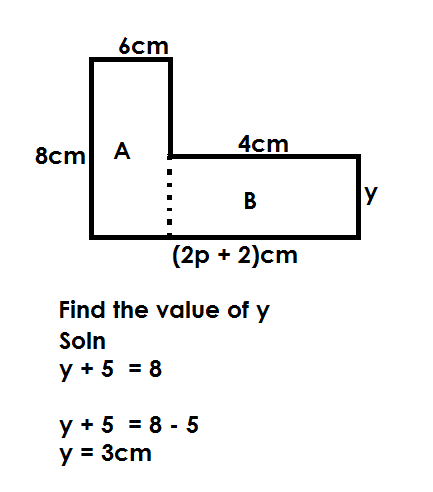 6cm
4cm
8cm
A
B
y
(2p + 2)cm
Find the value of y
Soln
y + 5 = 8
y + 5 = 8 - 5
y = 3cm